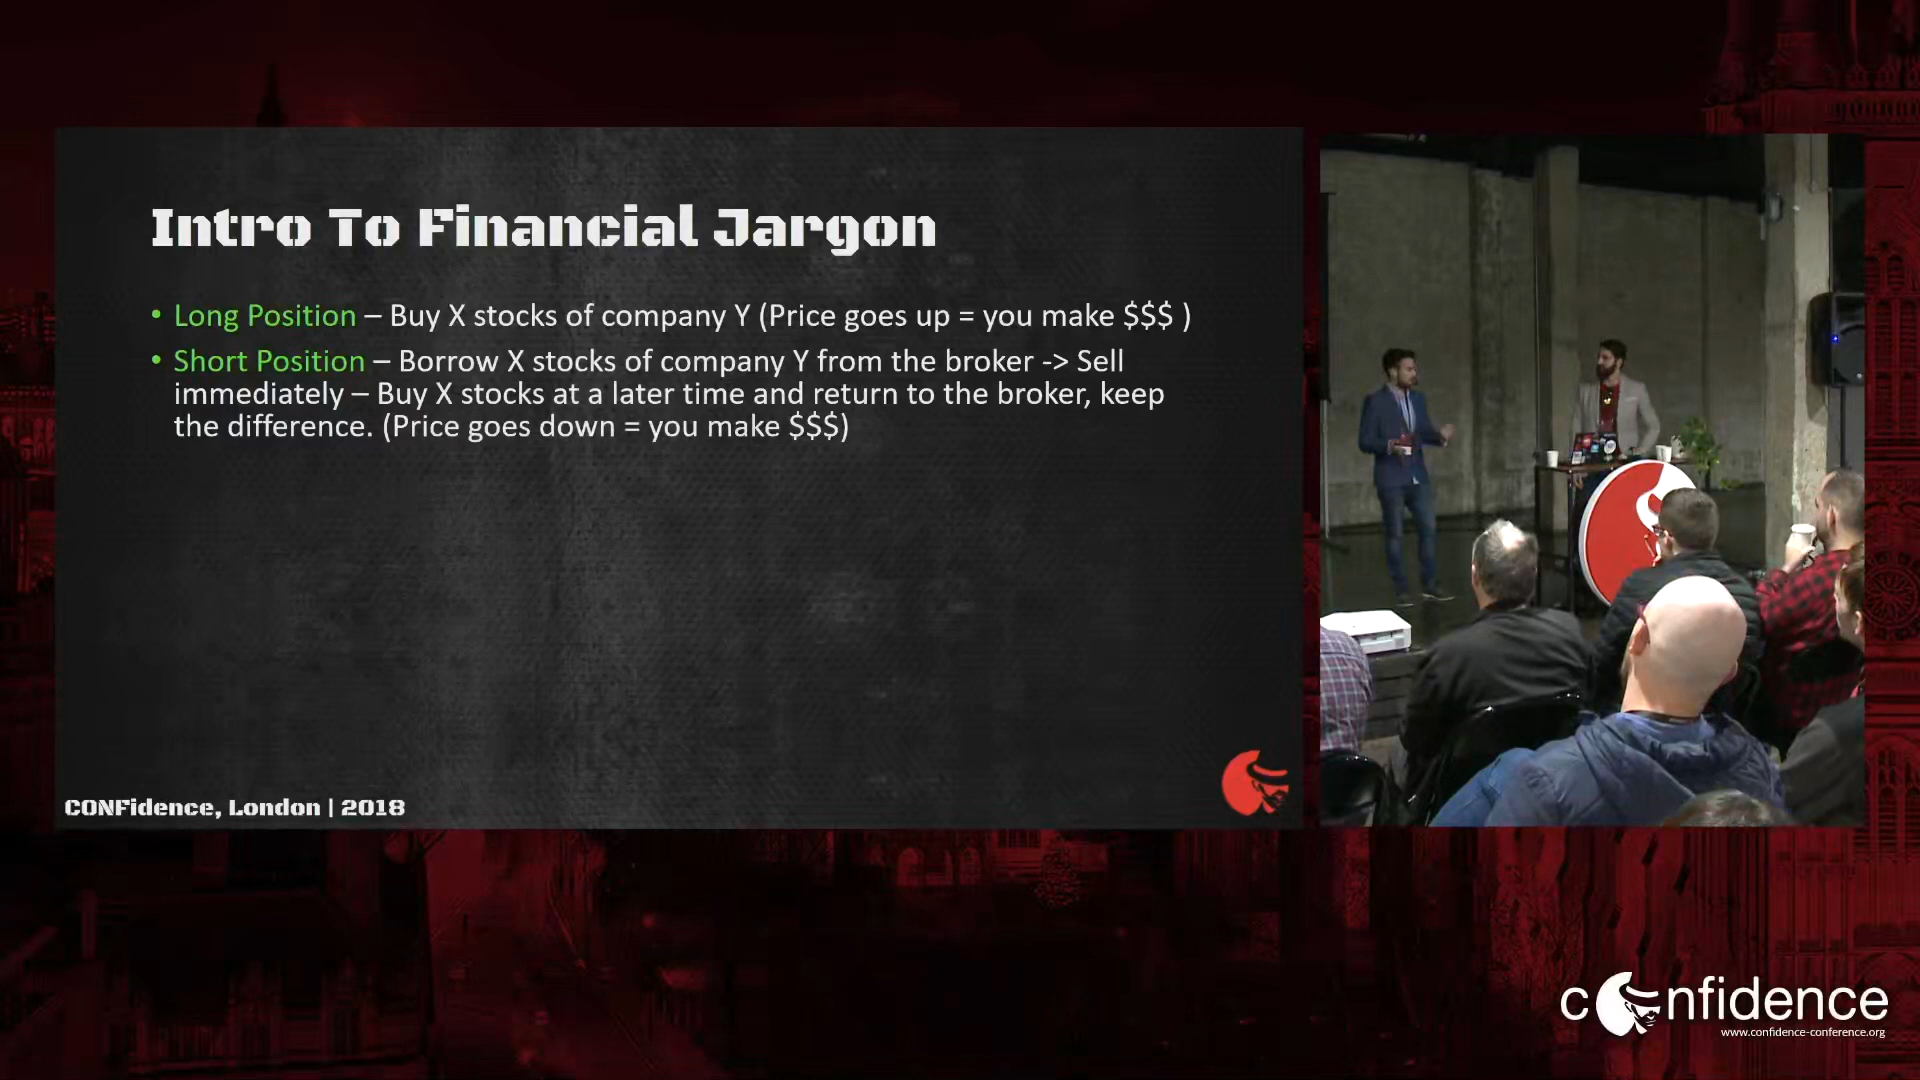 Intro To Financial Jargon
• Long Position – Buy X stocks of company Y (Price goes up = you make $$$ )
• Short Position – Borrow X stocks of company Y from the broker -> Sell
immediately – Buy X stocks at a later time and return to the broker, keep
the difference. (Price goes down = you make $$$)
CONFidence, London | 2018
confidence
www.confidence-conference.org